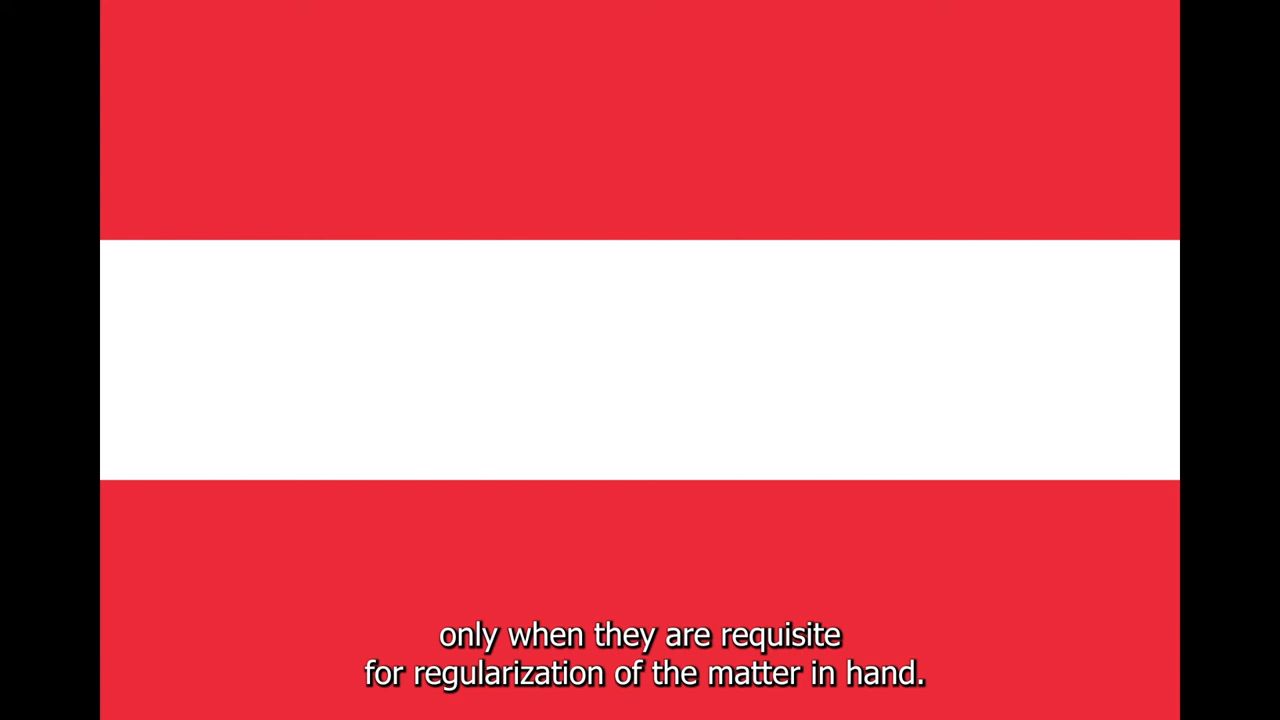 only when they are requisite
for regularization of the matter in hand.